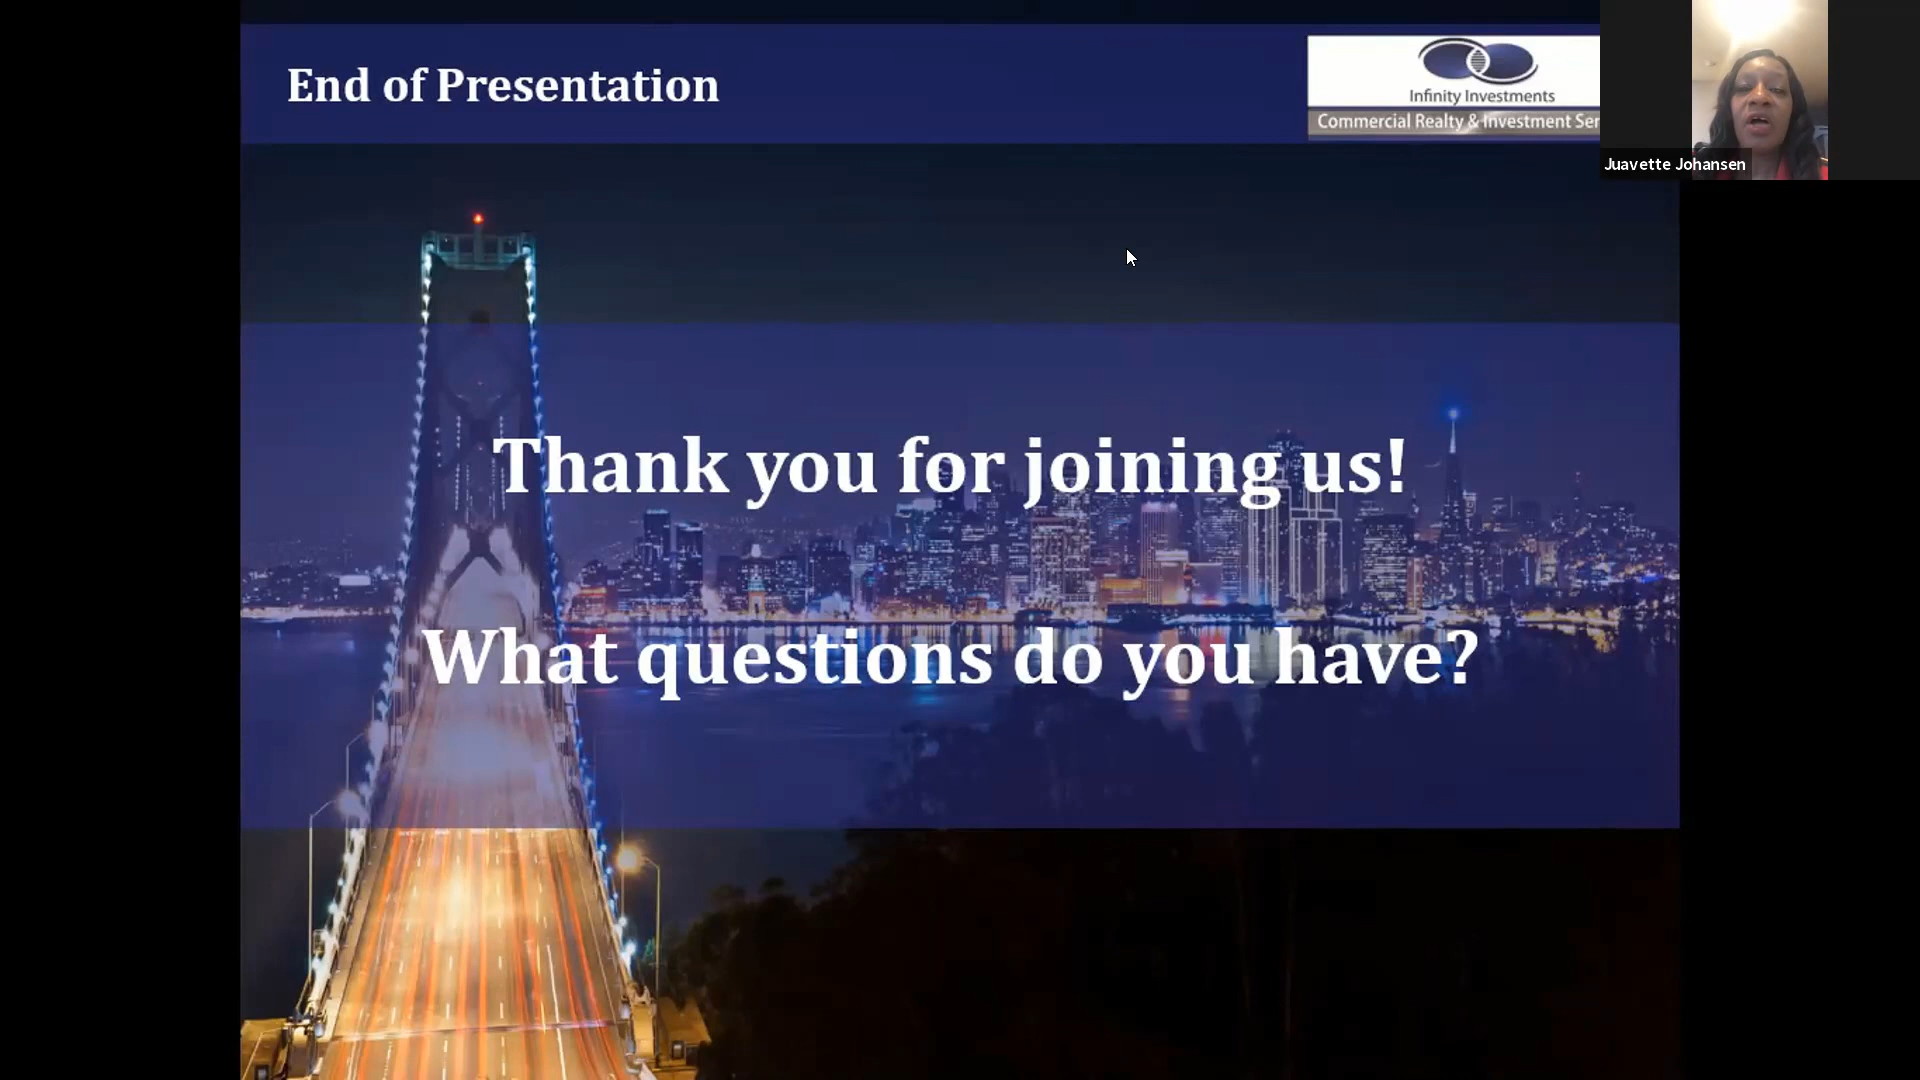 End of Presentation
Infinity Investments
Commercial Realty & Investment Ser
Juavette Johansen
Thank you for joining us!
What questions do you have?